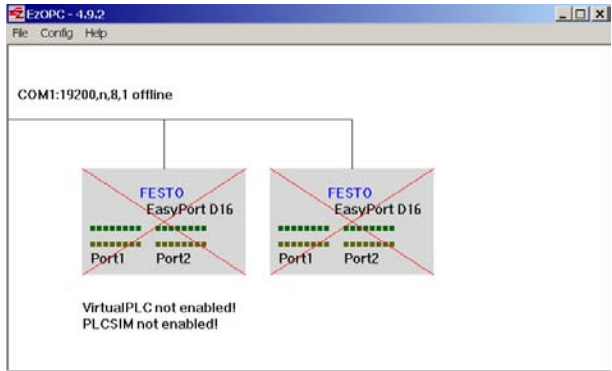 EzOPC - 4.9.2
File Config Help
COM1:19200,n,8,1 offline
FESTO
EasyPort D16
Port1 Port2
FESTO
EasyPort D16
Port1 Port2
VirtualPLC not enabled!
PLCSIM not enabled!